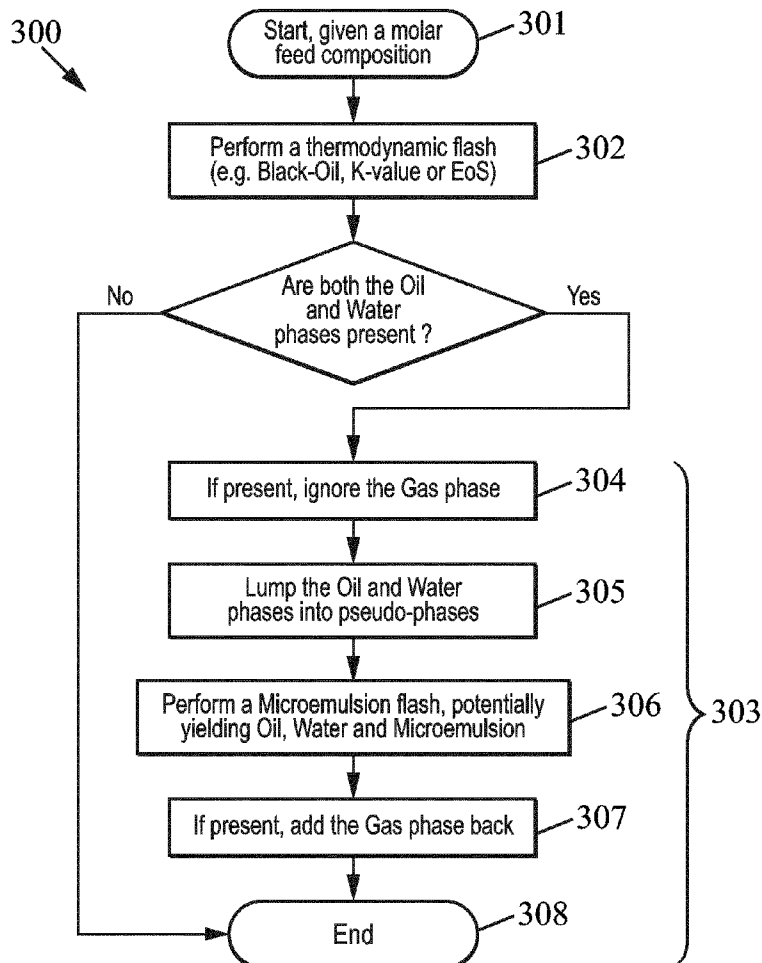 300
Start, given a molar
feed composition
301
Perform a thermodynamic flash
(e.g. Black-Oil, K-value or EoS)
302
Are both the Oil
and Water
phases present ?
No
Yes
If present, ignore the Gas phase
304
Lump the Oil and Water
phases into pseudo-phases
305
Perform a Microemulsion flash, potentially
yielding Oil, Water and Microemulsion
306
303
If present, add the Gas phase back
307
End
308